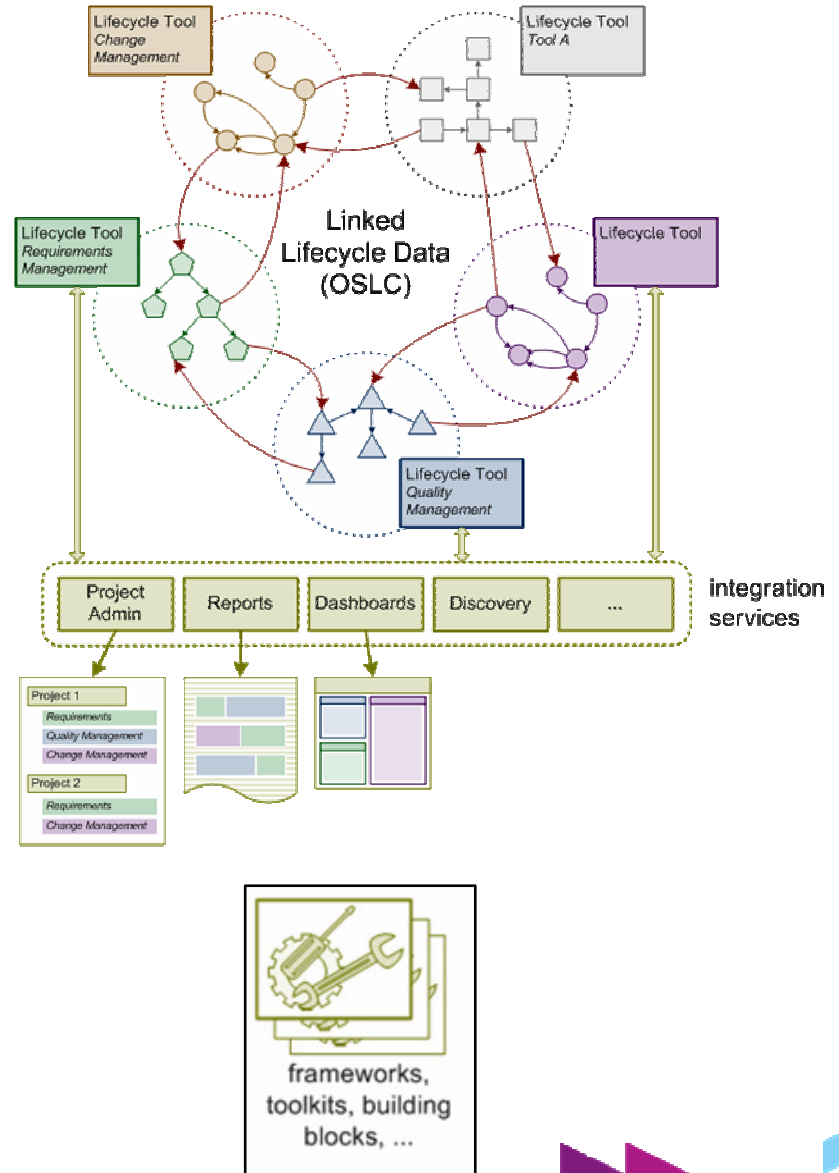 Lifecycle Tool
Change
Management
Lifecycle Tool
Tool A
Linked
Lifecycle Data
(OSLC)
Lifecycle Tool
Requirements
Management
Lifecycle Tool
Lifecycle Tool
Quality
Management
Project
Admin
Reports
Dashboards
Discovery
...
integration
services
Project 1
Requirements
Quality Management
Change Management
Project 2
Requirements
Change Management
frameworks,
toolkits, building
blocks, ...